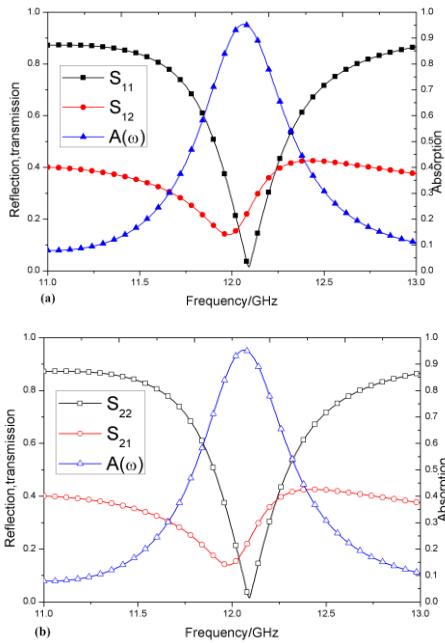 1.0
0.8
0.6
0.4
0.2
0.0
Reflection,transmission
S11
S12
A(ω)
1.0
0.9
0.8
0.7
0.6
0.5
0.4
0.3
0.2
0.1
0.0
Absorption
11.0 11.5 12.0 12.5 13.0
Frequency/GHz
(a)
1.0
0.8
0.6
0.4
0.2
0.0
Reflection,transmission
S22
S21
A(ω)
1.0
0.9
0.8
0.7
0.6
0.5
0.4
0.3
0.2
0.1
0.0
Absorption
11.0 11.5 12.0 12.5 13.0
Frequency/GHz
(b)